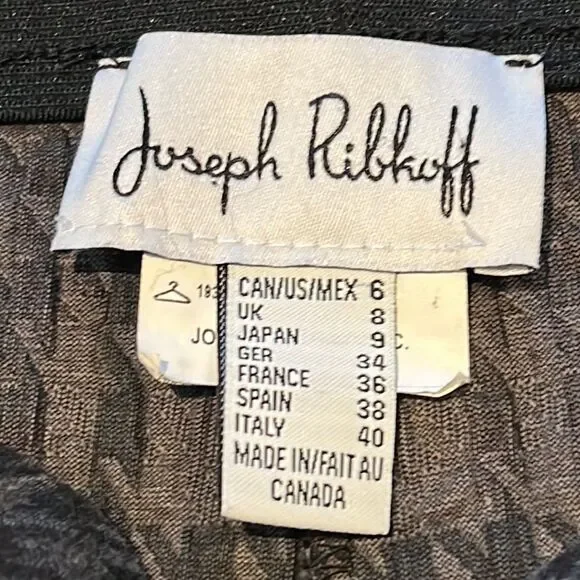 Joseph Ribkoff
CAN/US/MEX 6
UK 8
JAPAN 9
GER 34
FRANCE 36
SPAIN 38
ITALY 40
MADE IN/FAIT AU
CANADA